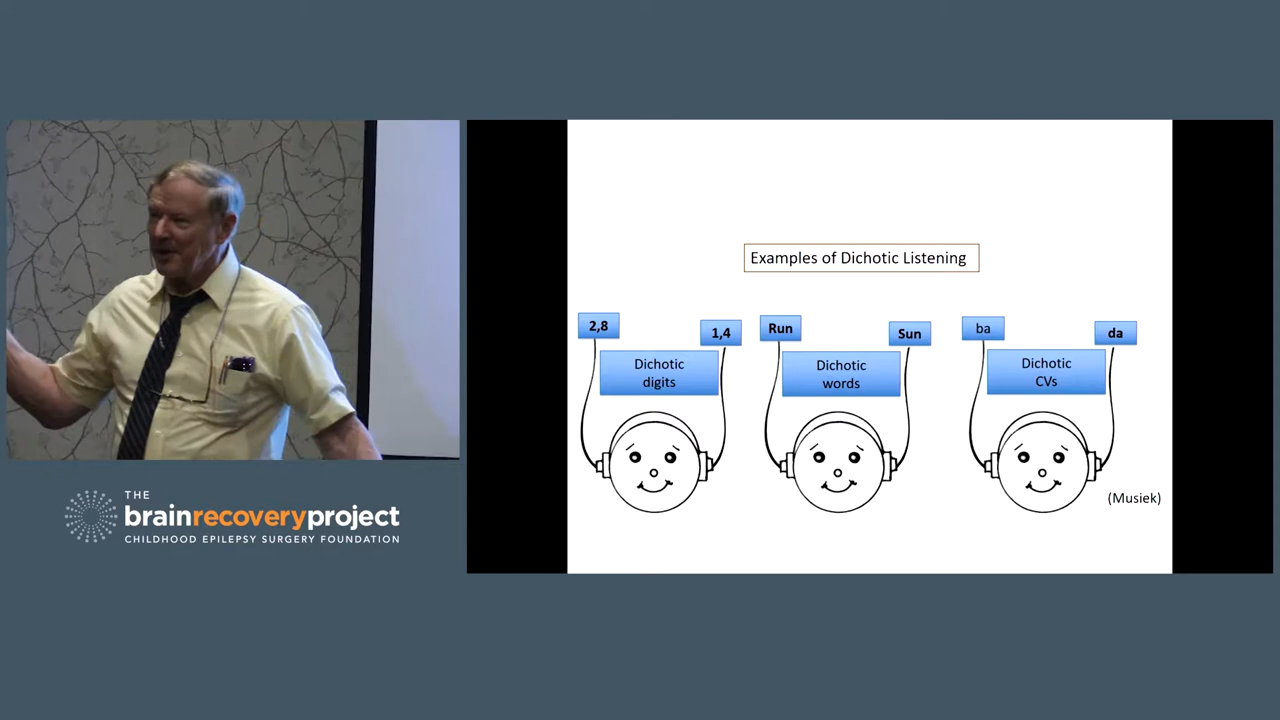 Examples of Dichotic Listening
2,8
1,4
Dichotic
digits
Run
Sun
Dichotic
words
ba
da
Dichotic
CVs
(Musiek)
THE
brainrecoveryproject
CHILDHOOD EPILEPSY SURGERY FOUNDATION